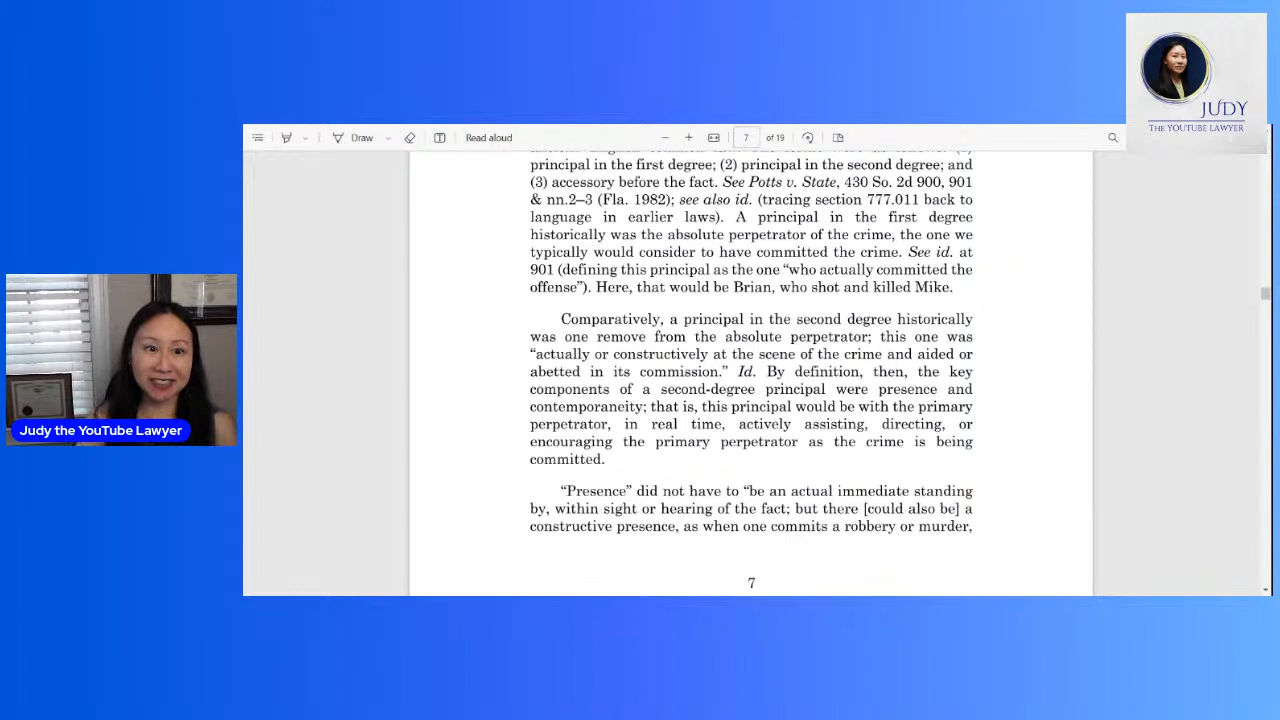 JUDY
THE YOUTUBE LAWYER
Draw
Read aloud
7
of 19
principal in the first degree; (2) principal in the second degree; and
(3) accessory before the fact. See Potts v. State, 430 So. 2d 900, 901
& nn.2–3 (Fla. 1982); see also id. (tracing section 777.011 back to
language in earlier laws). A principal in the first degree
historically was the absolute perpetrator of the crime, the one we
typically would consider to have committed the crime. See id. at
901 (defining this principal as the one “who actually committed the
offense”). Here, that would be Brian, who shot and killed Mike.
Comparatively, a principal in the second degree historically
was one remove from the absolute perpetrator; this one was
“actually or constructively at the scene of the crime and aided or
abetted in its commission.” Id. By definition, then, the key
components of a second-degree principal were presence and
contemporaneity; that is, this principal would be with the primary
perpetrator, in real time, actively assisting, directing, or
encouraging the primary perpetrator as the crime is being
committed.
“Presence” did not have to “be an actual immediate standing
by, within sight or hearing of the fact; but there [could also be] a
constructive presence, as when one commits a robbery or murder,
7
Judy the YouTube Lawyer